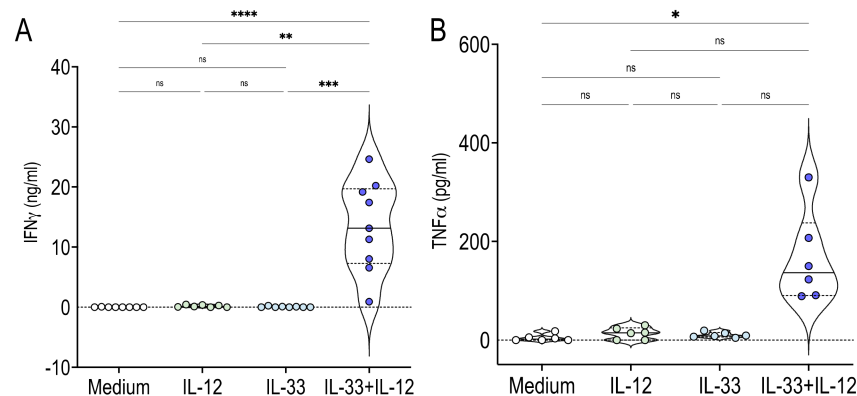 A
****
**
ns
ns
ns
***
IFNγ (ng/ml)
40
30
20
10
0
-10
Medium
IL-12
IL-33
IL-33+IL-12
B
*
ns
ns
ns
ns
ns
TNFα (pg/ml)
600
400
200
0
Medium
IL-12
IL-33
IL-33+IL-12